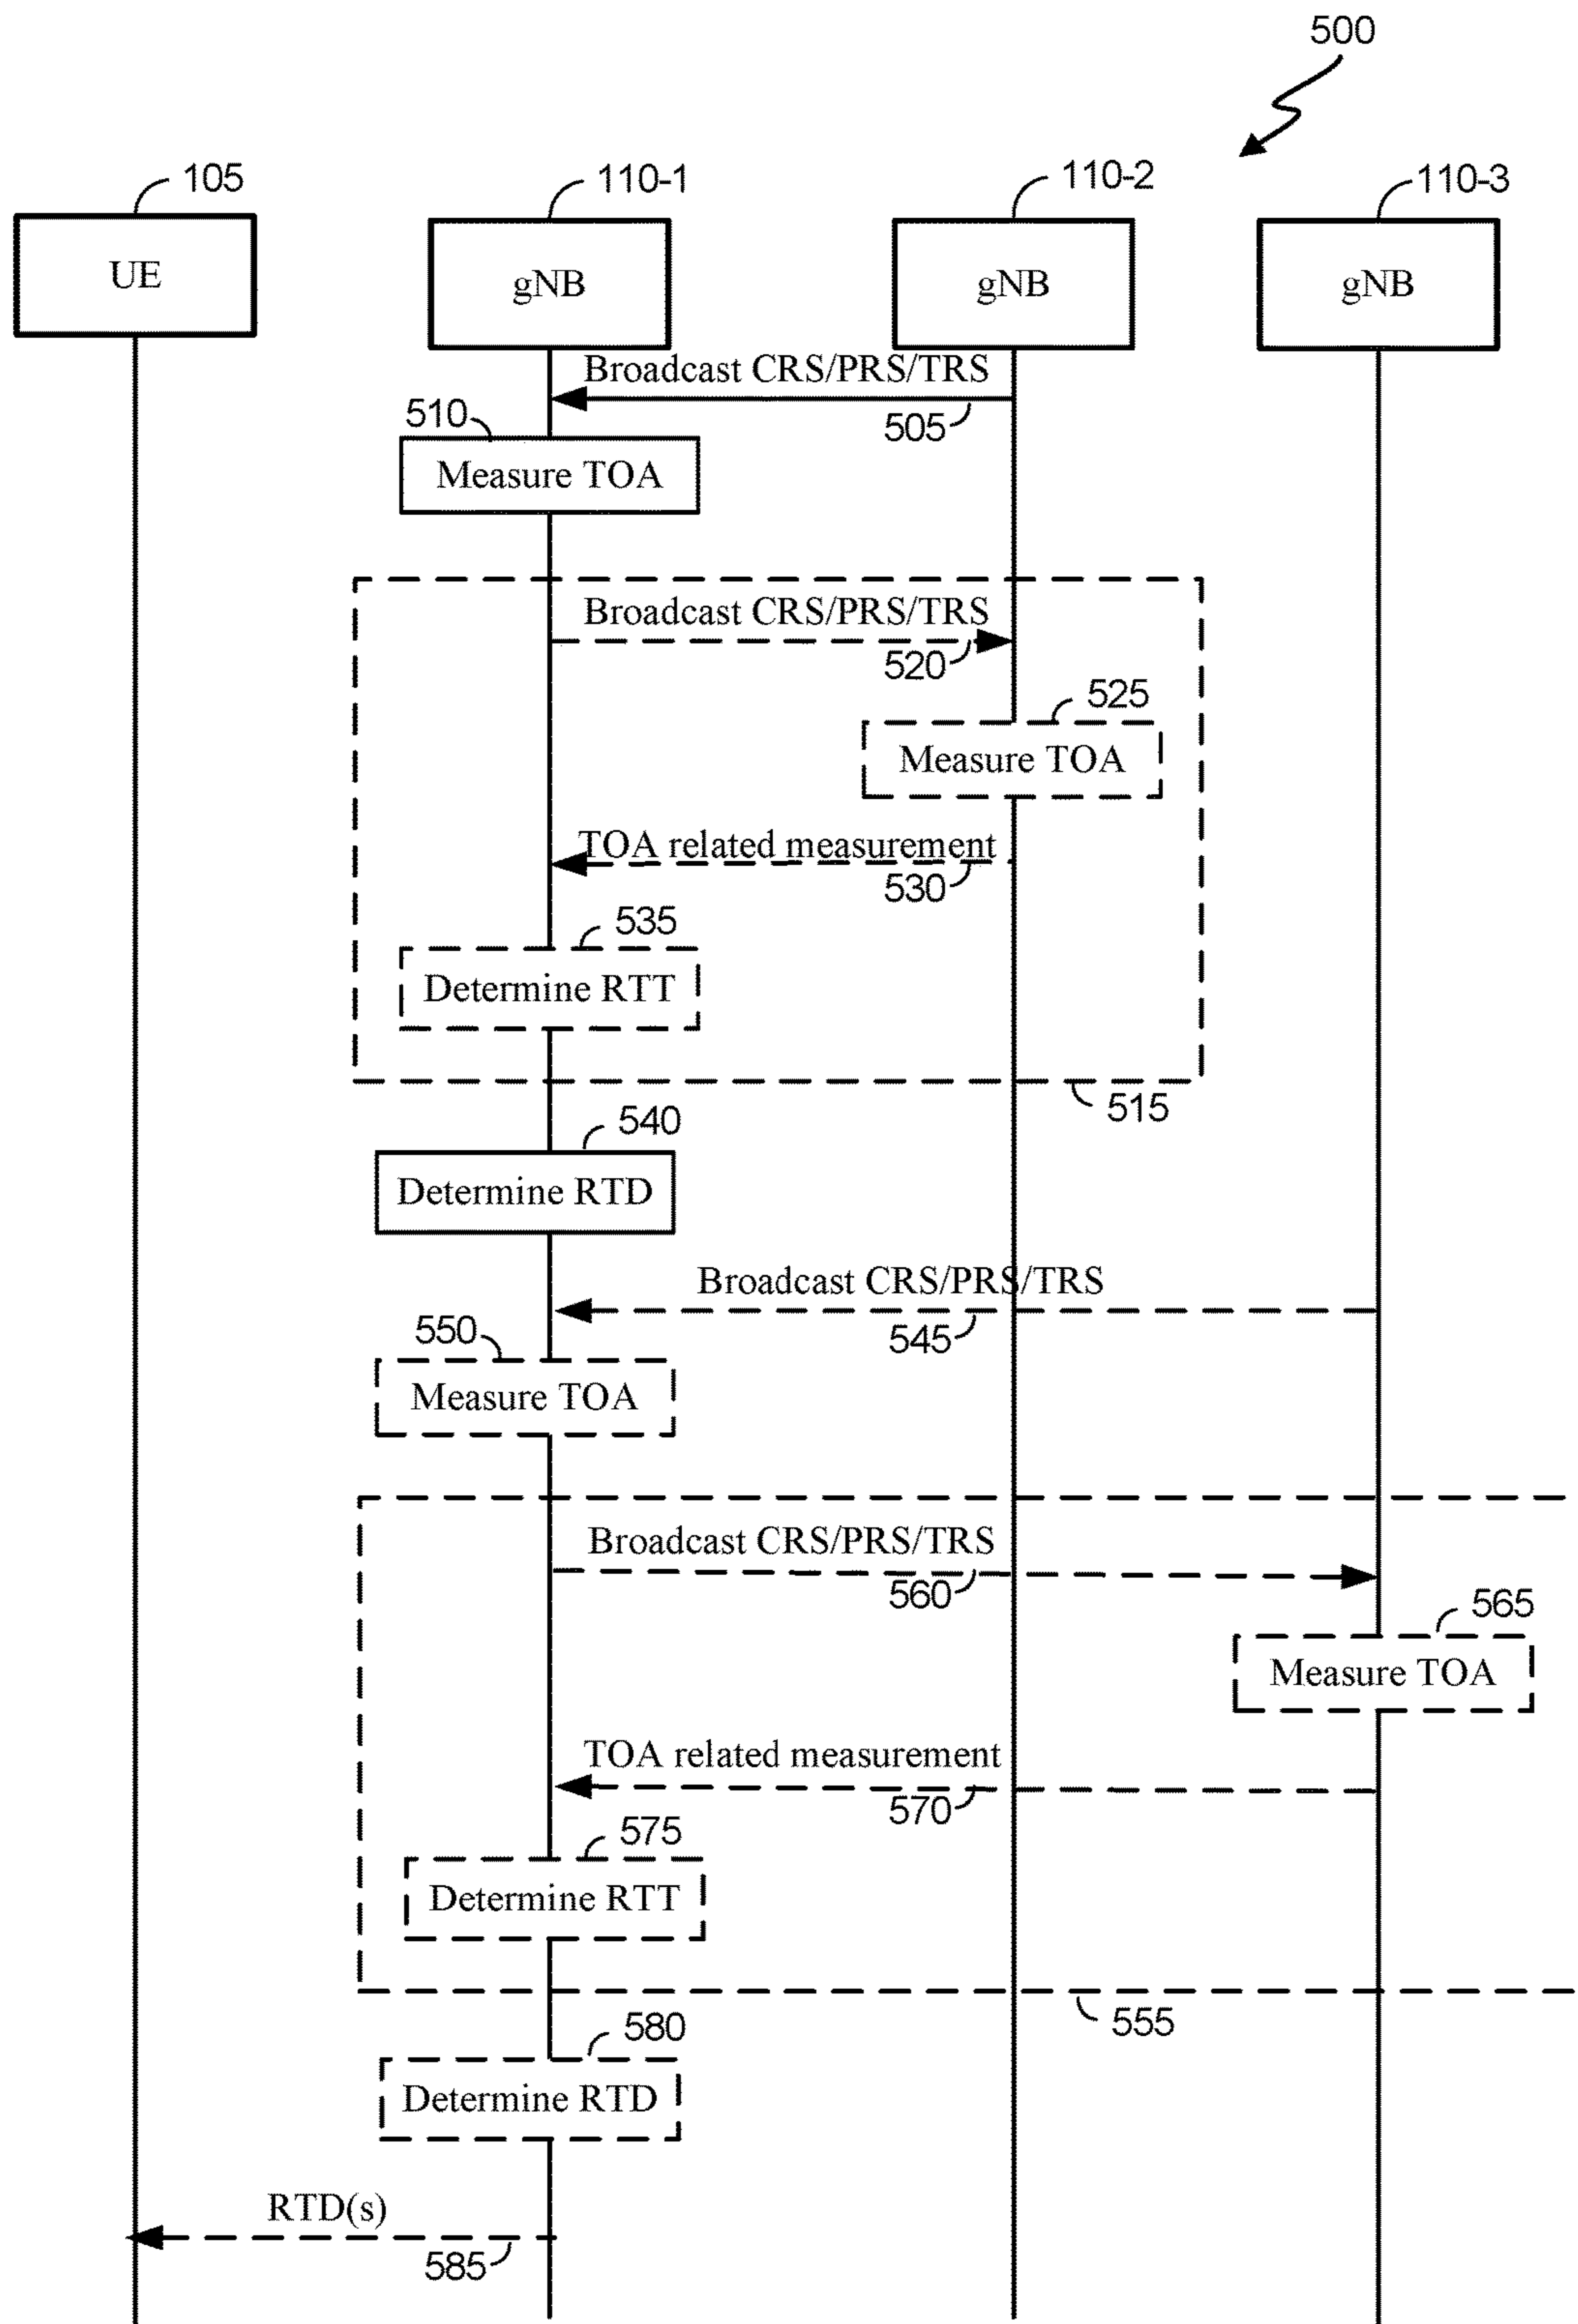 500
105
110-1
110-2
110-3
UE
gNB
gNB
gNB
Broadcast CRS/PRS/TRS
505
510
Measure TOA
Broadcast CRS/PRS/TRS
520
525
Measure TOA
TOA related measurement
530
535
Determine RTT
515
540
Determine RTD
Broadcast CRS/PRS/TRS
545
550
Measure TOA
Broadcast CRS/PRS/TRS
560
565
Measure TOA
TOA related measurement
570
575
Determine RTT
555
580
Determine RTD
RTD(s)
585